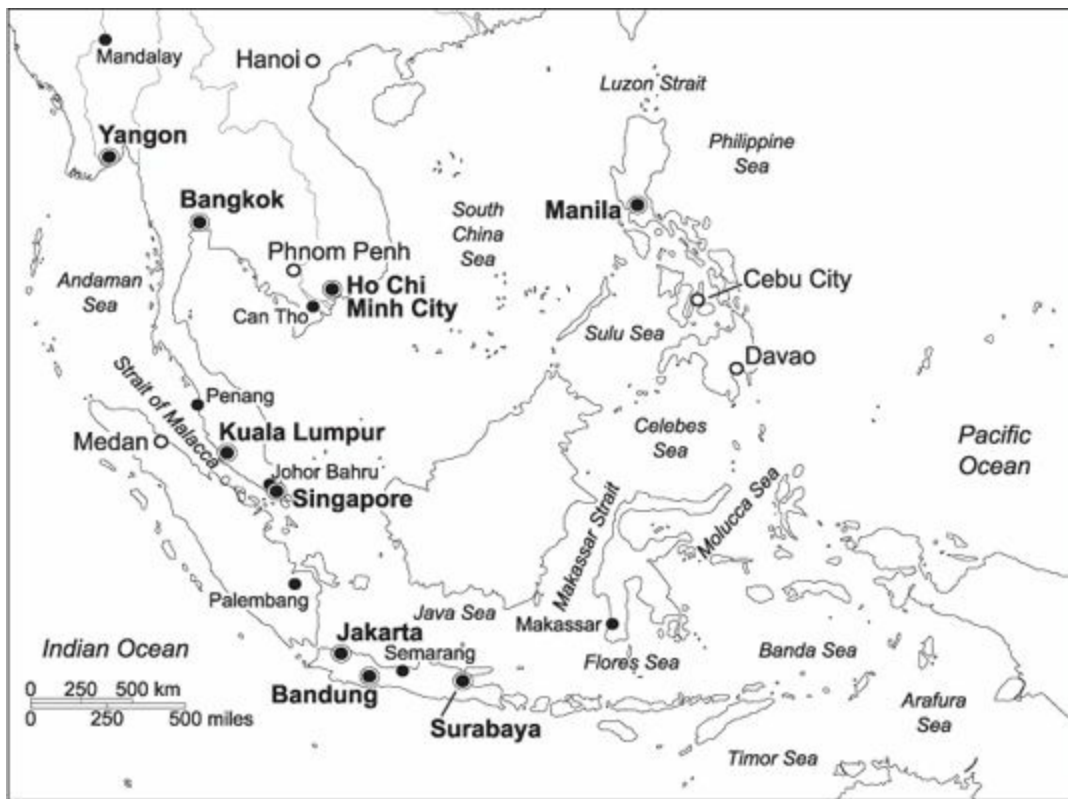 Mandalay
Hanoi
Luzon Strait
Yangon
Philippine
Sea
Bangkok
South
China
Sea
Manila
Phnom Penh
Andaman
Sea
Ho Chi
Minh City
Cebu City
Can Tho
Sulu Sea
Davao
Strait of Malacca
Penang
Kuala Lumpur
Medan
Celebes
Sea
Pacific
Ocean
Johor Bahru
Singapore
Makassar Strait
Molucca Sea
Palembang
Java Sea
Makassar
Jakarta
Semarang
Indian Ocean
Flores Sea
Banda Sea
Bandung
0 250 500 km
0 250 500 miles
Surabaya
Arafura
Sea
Timor Sea